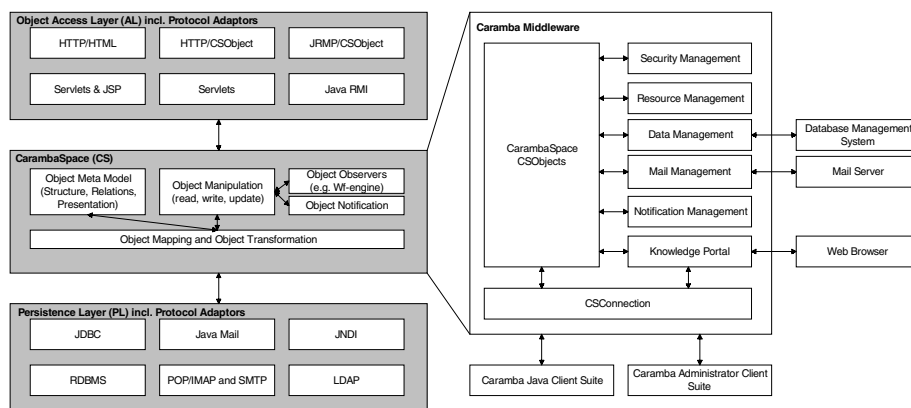 Object Access Layer (AL) incl. Protocol Adaptors
HTTP/HTML
HTTP/CSObject
JRMP/CSObject
Servlets & JSP
Servlets
Java RMI
CarambaSpace (CS)
Object Meta Model
(Structure, Relations,
Presentation)
Object Manipulation
(read, write, update)
Object Observers
(e.g. Wf-engine)
Object Notification
Object Mapping and Object Transformation
Persistence Layer (PL) incl. Protocol Adaptors
JDBC
Java Mail
JNDI
RDBMS
POP/IMAP and SMTP
LDAP
Caramba Middleware
CarambaSpace
CSObjects
Security Management
Resource Management
Data Management
Mail Management
Notification Management
Knowledge Portal
CSConnection
Database Management
System
Mail Server
Web Browser
Caramba Java Client Suite
Caramba Administrator Client
Suite